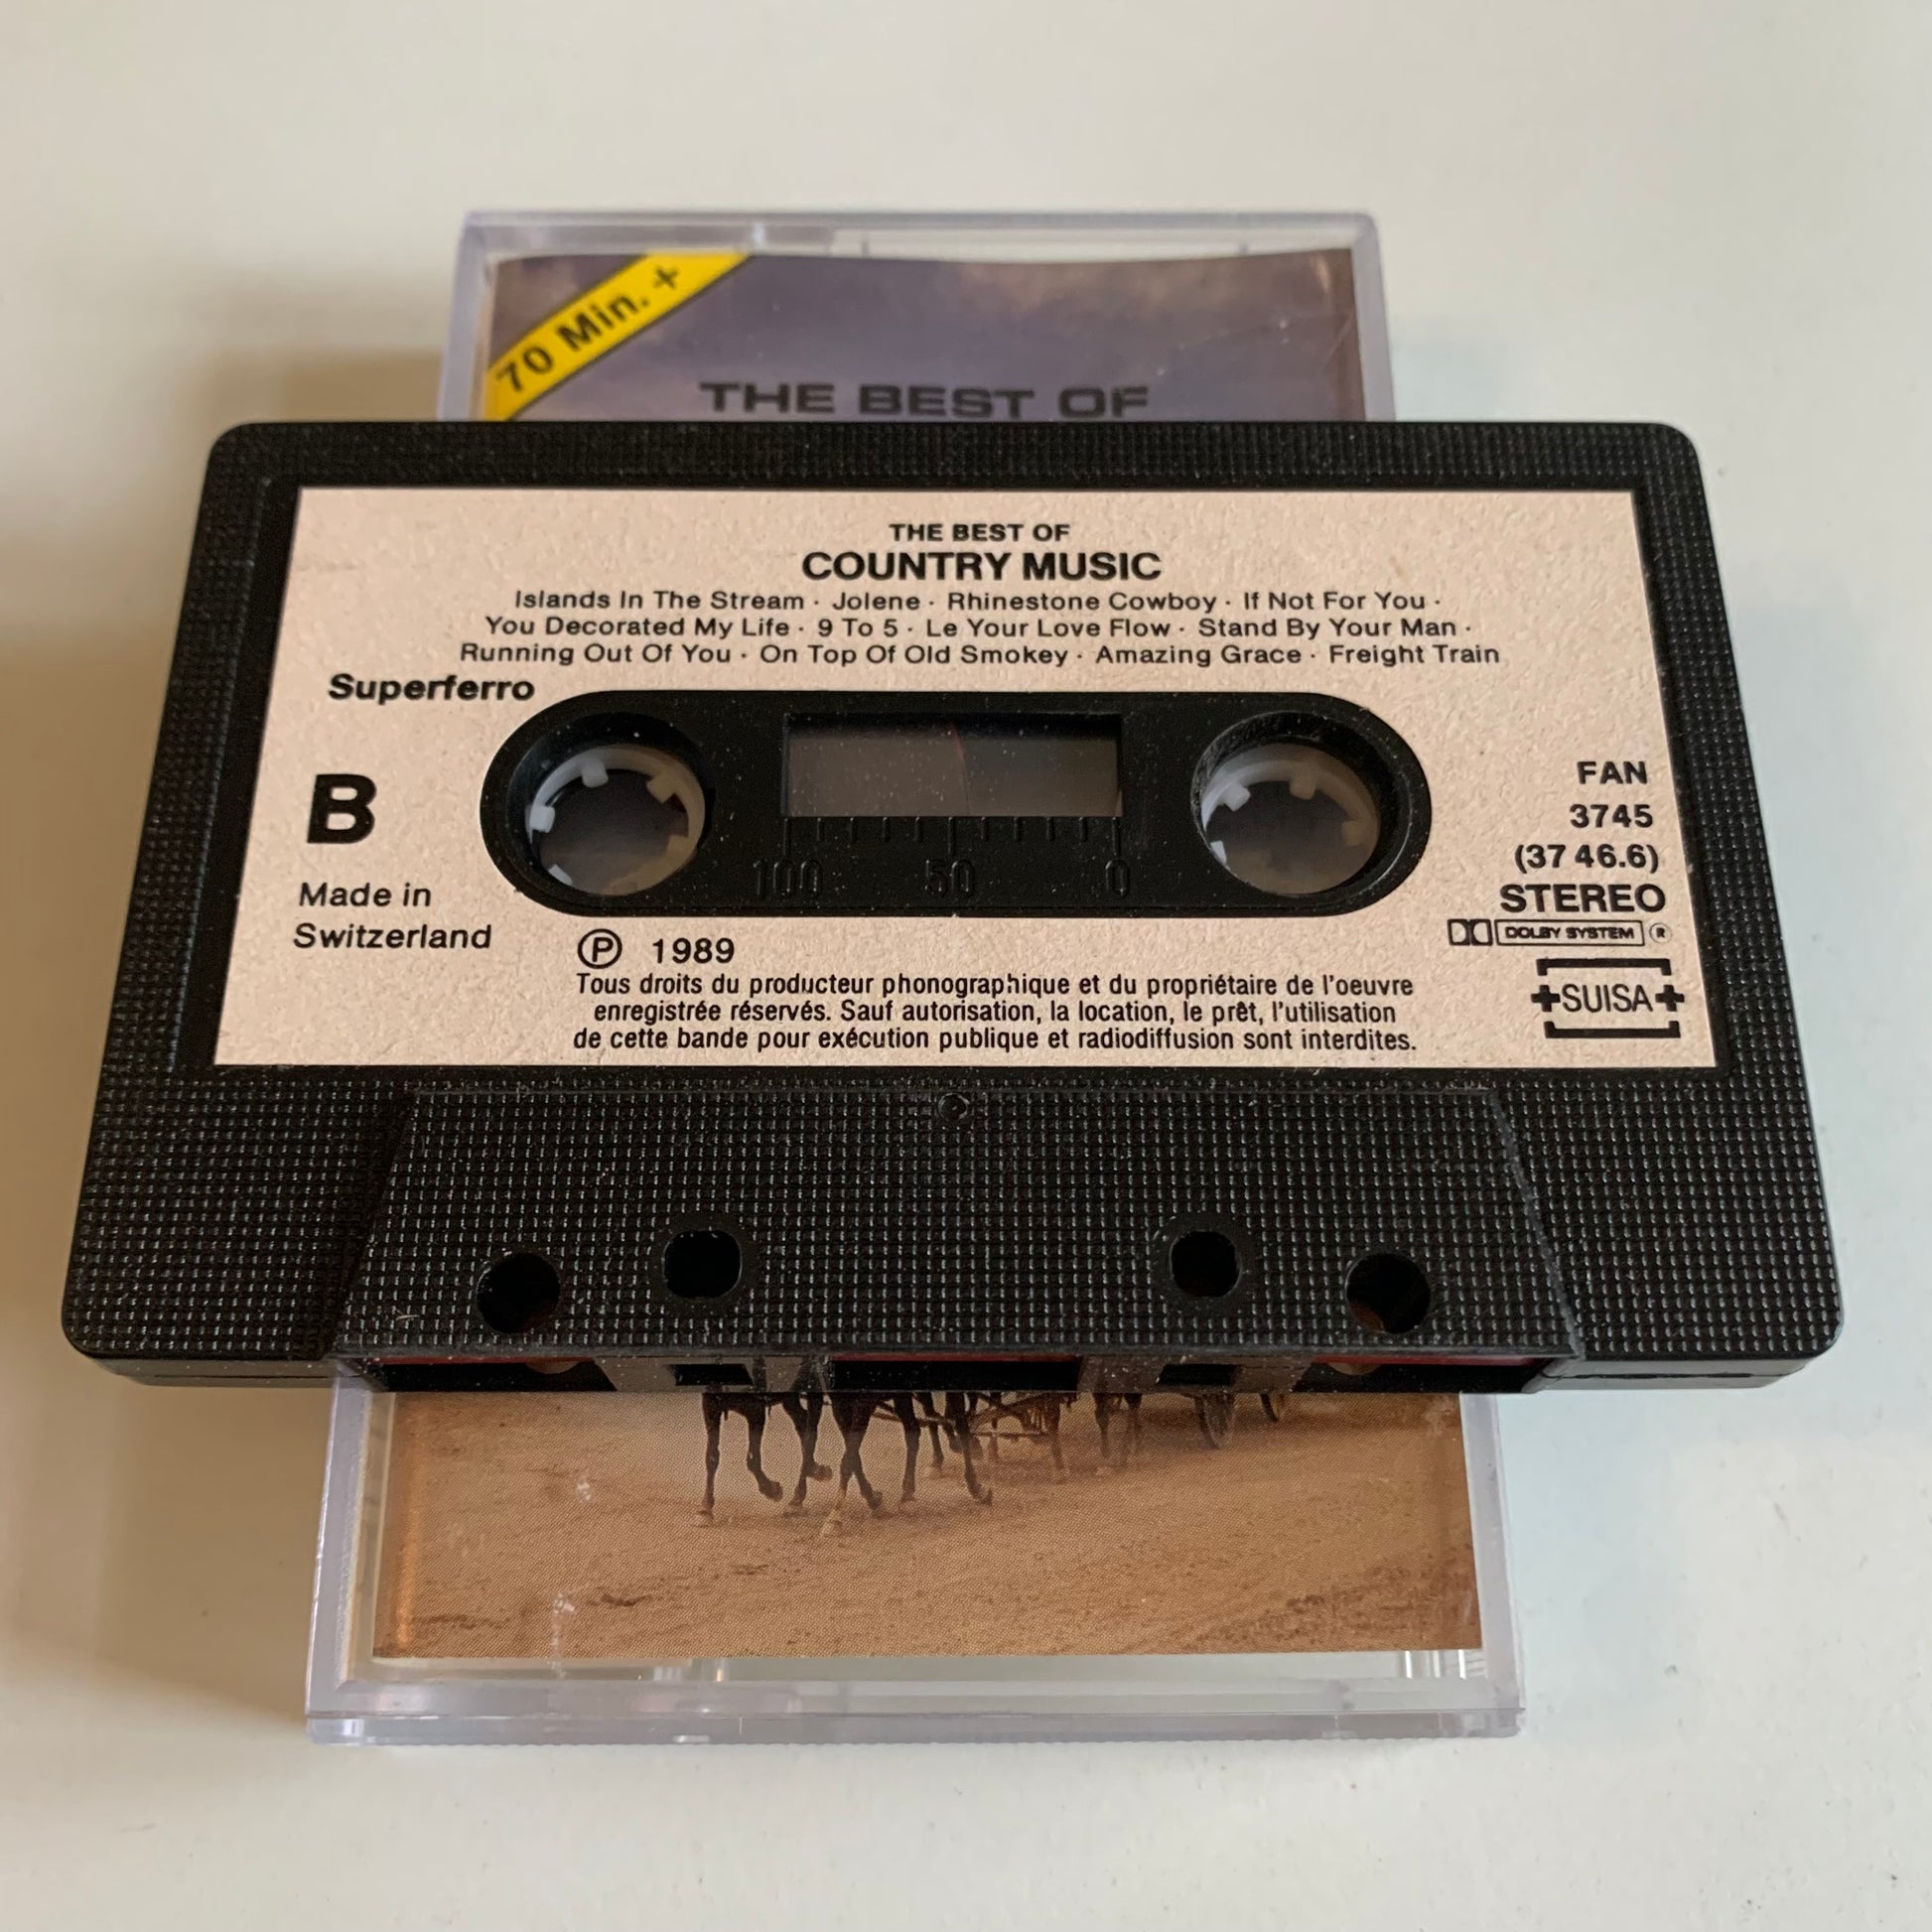 70 Min. +
THE BEST OF
THE BEST OF
COUNTRY MUSIC
Islands In The Stream · Jolene · Rhinestone Cowboy · If Not For You ·
You Decorated My Life · 9 To 5 · Le Your Love Flow · Stand By Your Man ·
Running Out Of You · On Top Of Old Smokey · Amazing Grace · Freight Train
Superferro
B
Made in
Switzerland
100 50 0
FAN
3745
(37 46.6)
STEREO
DOLBY SYSTEM ®
SUISA
Ⓟ 1989
Tous droits du producteur phonographique et du propriétaire de l'oeuvre
enregistrée réservés. Sauf autorisation, la location, le prêt, l'utilisation
de cette bande pour exécution publique et radiodiffusion sont interdites.